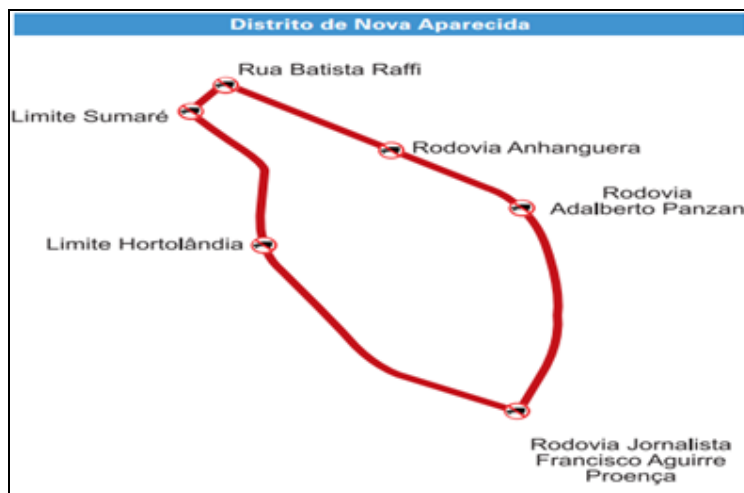 Distrito de Nova Aparecida
Rua Batista Raffi
Limite Sumaré
Rodovia Anhanguera
Rodovia
Adalberto Panzan
Limite Hortolândia
Rodovia Jornalista
Francisco Aguirre
Proença